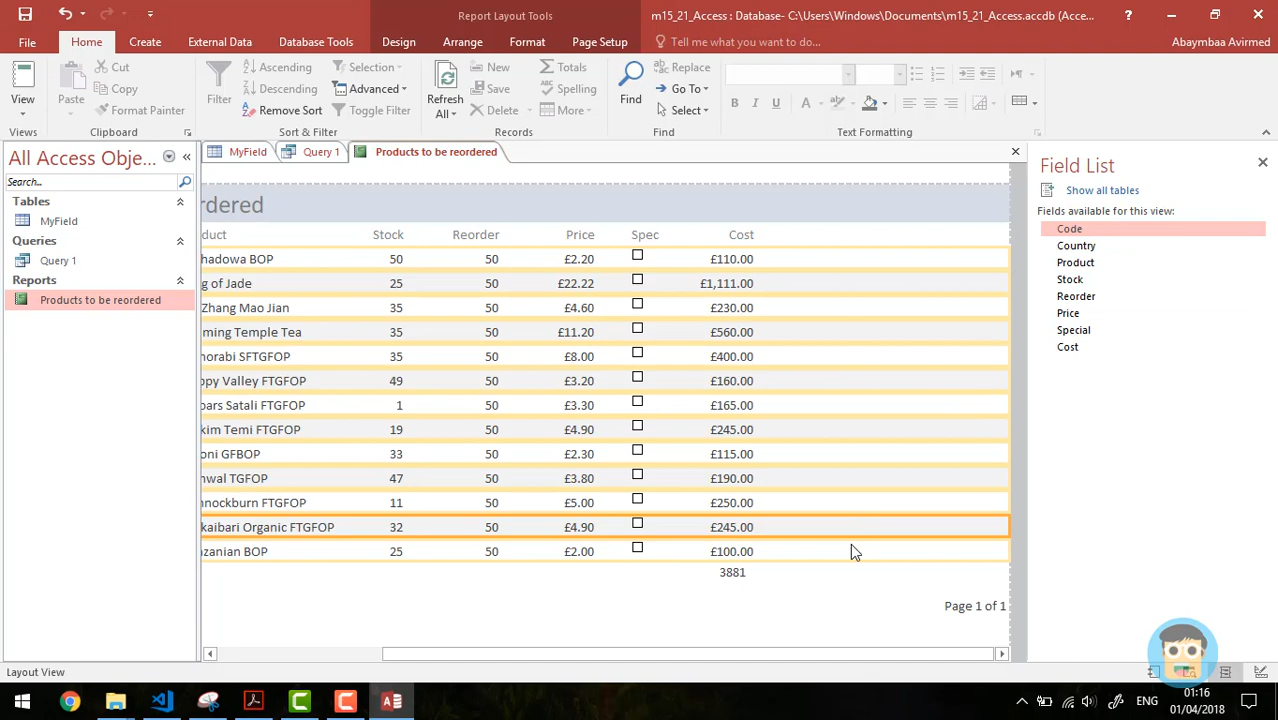 Report Layout Tools
m15_21_Access : Database- C:\Users\Windows\Documents\m15_21_Access.accdb (Acce...
?
File
Home
Create
External Data
Database Tools
Design
Arrange
Format
Page Setup
Tell me what you want to do...
Abaymbaa Avirmed
View
Views
Paste
Cut
Copy
Format Painter
Clipboard
Filter
Ascending
Descending
Remove Sort
Selection
Advanced
Toggle Filter
Sort & Filter
Refresh
All
New
Save
Delete
Totals
Spelling
More
Records
Find
Replace
Go To
Select
Find
B I U A
Text Formatting
All Access Obje...
Search...
Tables
MyField
Queries
Query 1
Reports
Products to be reordered
MyField
Query 1
Products to be reordered
rdered
duct Stock Reorder Price Spec Cost
hadowa BOP 50 50 £2.20 £110.00
g of Jade 25 50 £22.22 £1,111.00
Zhang Mao Jian 35 50 £4.60 £230.00
ming Temple Tea 35 50 £11.20 £560.00
norabi SFTGFOP 35 50 £8.00 £400.00
ppy Valley FTGFOP 49 50 £3.20 £160.00
pars Satali FTGFOP 1 50 £3.30 £165.00
kim Temi FTGFOP 19 50 £4.90 £245.00
oni GFBOP 33 50 £2.30 £115.00
nwal TGFOP 47 50 £3.80 £190.00
nnockburn FTGFOP 11 50 £5.00 £250.00
kaibari Organic FTGFOP 32 50 £4.90 £245.00
nzanian BOP 25 50 £2.00 £100.00
3881
Page 1 of 1
Field List
Show all tables
Fields available for this view:
Code
Country
Product
Stock
Reorder
Price
Special
Cost
Layout View
ENG
01:16
01/04/2018